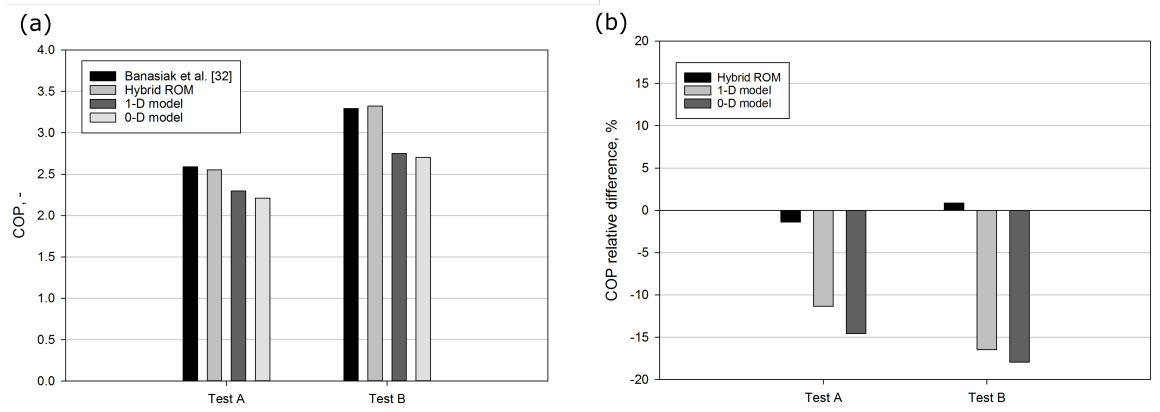 (a)
4.0
3.5
3.0
2.5
2.0
1.5
1.0
0.5
0.0
COP, -
Banasiak et al. [32]
Hybrid ROM
1-D model
0-D model
Test A
Test B
(b)
20
15
10
5
0
-5
-10
-15
-20
COP relative difference, %
Hybrid ROM
1-D model
0-D model
Test A
Test B